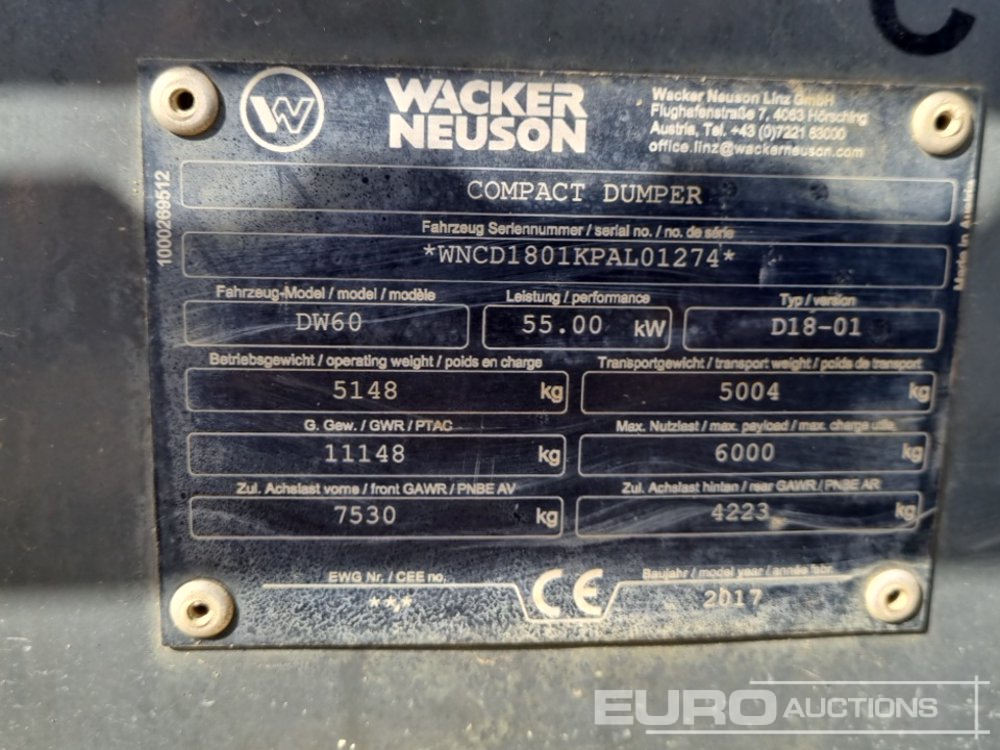 C
W
WACKER
NEUSON
Wacker Neuson Linz GmbH
Flughafenstraße 7, 4063 Hörsching
Austria, Tel. +43 (0)7221 63000
office.linz@wackerneuson.com
1000269512
COMPACT DUMPER
Made in Austria
Fahrzeug Seriennummer / serial no. / no. de série
*WNCD1801KPAL01274*
Fahrzeug-Model / model / modèle
Leistung / performance
Typ / version
DW60
55.00 kW
D18-01
Betriebsgewicht / operating weight / poids en charge
Transportgewicht / transport weight / poids de transport
5148 kg
5004 kg
G. Gew. / GWR / PTAC
Max. Nutzlast / max. payload / max. charge utile
11148 kg
6000 kg
Zul. Achslast vorne / front GAWR / PNBE AV
Zul. Achslast hinten / rear GAWR / PNBE AR
7530 kg
4223 kg
EWG Nr. / CEE no.
***
CE
Baujahr / model year / année fabr.
2017
EURO AUCTIONS